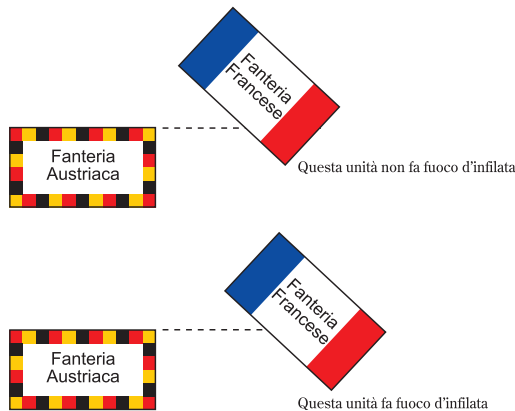 Fanteria
Francese
Fanteria
Austriaca
Questa unità non fa fuoco d'infilata
Fanteria
Francese
Fanteria
Austriaca
Questa unità fa fuoco d'infilata